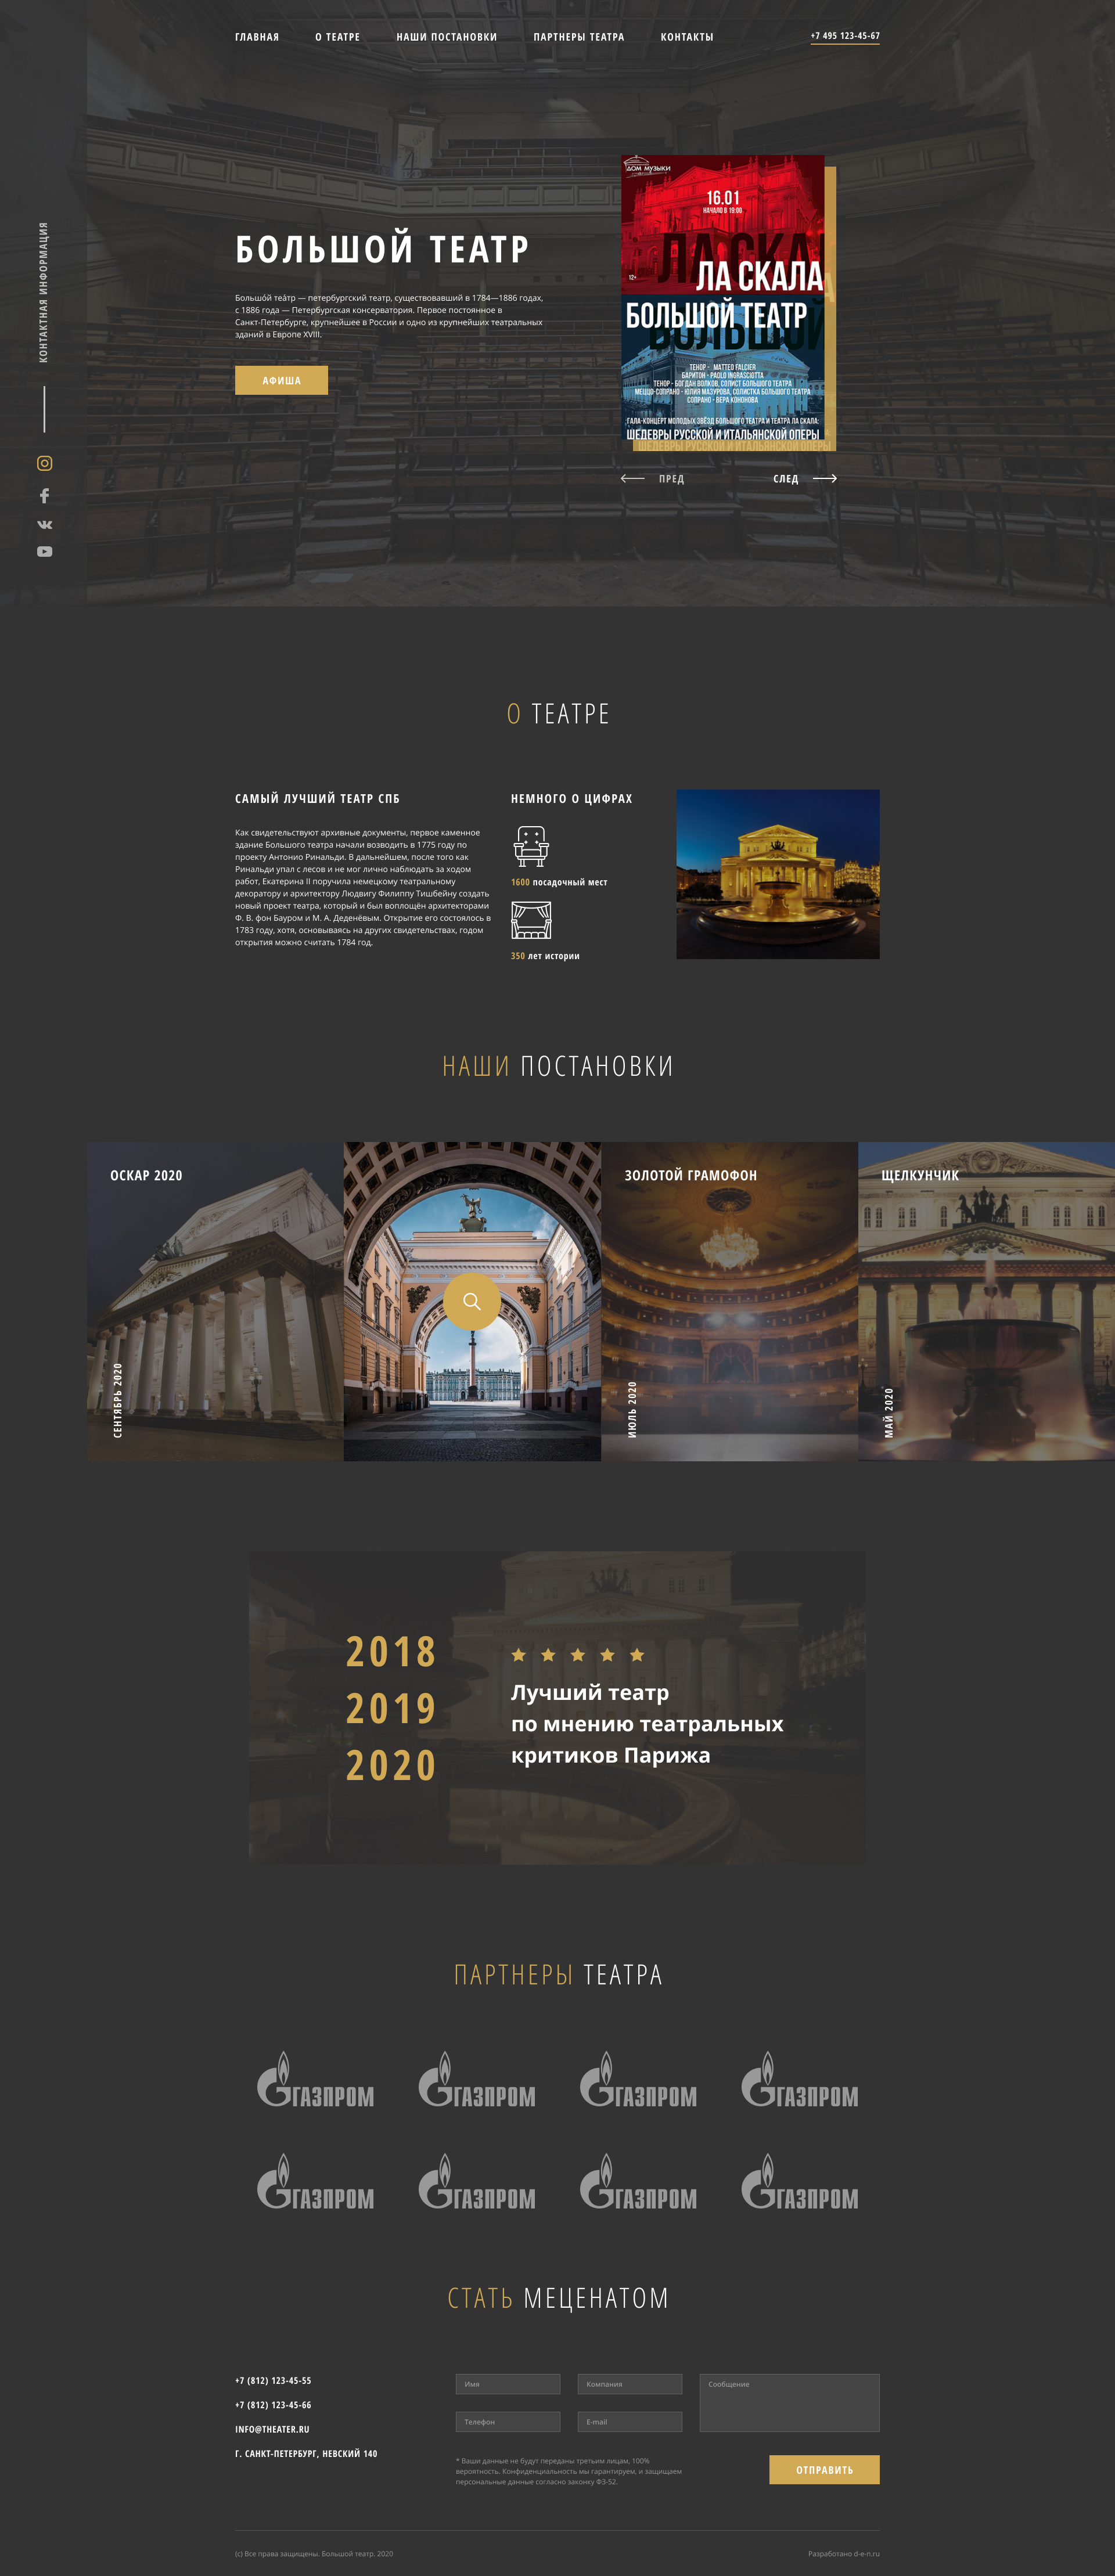 ГЛАВНАЯ
О ТЕАТРЕ
НАШИ ПОСТАНОВКИ
ПАРТНЕРЫ ТЕАТРА
КОНТАКТЫ
+7 495 123-45-67
КОНТАКТНАЯ ИНФОРМАЦИЯ
БОЛЬШОЙ ТЕАТР
Большо́й теа́тр — петербургский театр, существовавший в 1784—1886 годах,
с 1886 года — Петербургская консерватория. Первое постоянное в
Санкт-Петербурге, крупнейшее в России и одно из крупнейших театральных
зданий в Европе XVIII.
АФИША
ДОМ МУЗЫКИ
16.01
НАЧАЛО В 19:00
ЛА СКАЛА
12+
ЛА СКАЛА
БОЛЬШОЙ ТЕАТР
БОЛЬШОЙ
ТЕНОР - MATTEO FALCIER
БАРИТОН - PAOLO INGRASCIOTTA
ТЕНОР - БОГДАН ВОЛКОВ, СОЛИСТ БОЛЬШОГО ТЕАТРА
МЕЦЦО-СОПРАНО - ЮЛИЯ МАЗУРОВА, СОЛИСТКА БОЛЬШОГО ТЕАТРА
СОПРАНО - ВЕРА КОНОНОВА
ГАЛА-КОНЦЕРТ МОЛОДЫХ ЗВЁЗД БОЛЬШОГО ТЕАТРА И ТЕАТРА ЛА СКАЛА:
ШЕДЕВРЫ РУССКОЙ И ИТАЛЬЯНСКОЙ ОПЕРЫ
ШЕДЕВРЫ РУССКОЙ И ИТАЛЬЯНСКОЙ ОПЕРЫ
ПРЕД
СЛЕД
О ТЕАТРЕ
САМЫЙ ЛУЧШИЙ ТЕАТР СПБ
Как свидетельствуют архивные документы, первое каменное
здание Большого театра начали возводить в 1775 году по
проекту Антонио Ринальди. В дальнейшем, после того как
Ринальди упал с лесов и не мог лично наблюдать за ходом
работ, Екатерина II поручила немецкому театральному
декоратору и архитектору Людвигу Филиппу Тишбейну создать
новый проект театра, который и был воплощён архитекторами
Ф. В. фон Бауром и М. А. Деденёвым. Открытие его состоялось в
1783 году, хотя, основываясь на других свидетельствах, годом
открытия можно считать 1784 год.
НЕМНОГО О ЦИФРАХ
1600 посадочный мест
350 лет истории
НАШИ ПОСТАНОВКИ
ОСКАР 2020
СЕНТЯБРЬ 2020
ЗОЛОТОЙ ГРАМОФОН
ИЮЛЬ 2020
ЩЕЛКУНЧИК
МАЙ 2020
2018
2019
2020
Лучший театр
по мнению театральных
критиков Парижа
ПАРТНЕРЫ ТЕАТРА
ГАЗПРОМ
ГАЗПРОМ
ГАЗПРОМ
ГАЗПРОМ
ГАЗПРОМ
ГАЗПРОМ
ГАЗПРОМ
ГАЗПРОМ
СТАТЬ МЕЦЕНАТОМ
+7 (812) 123-45-55
+7 (812) 123-45-66
INFO@THEATER.RU
Г. САНКТ-ПЕТЕРБУРГ, НЕВСКИЙ 140
Имя
Компания
Сообщение
Телефон
E-mail
* Ваши данные не будут переданы третьим лицам, 100%
вероятность. Конфиденциальность мы гарантируем, и защищаем
персональные данные согласно законку ФЗ-52.
ОТПРАВИТЬ
(с) Все права защищены. Большой театр. 2020
Разработано d-e-n.ru